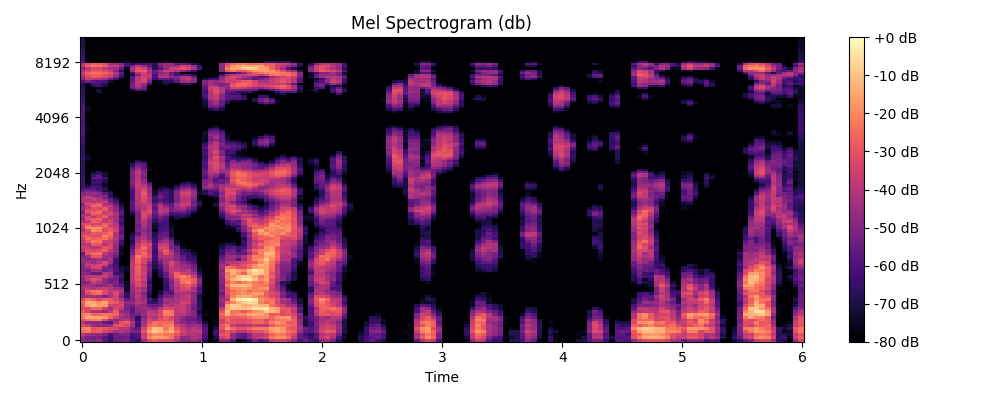 Mel Spectrogram (db)
Hz
8192
4096
2048
1024
512
0
0 1 2 3 4 5 6
Time
+0 dB
-10 dB
-20 dB
-30 dB
-40 dB
-50 dB
-60 dB
-70 dB
-80 dB